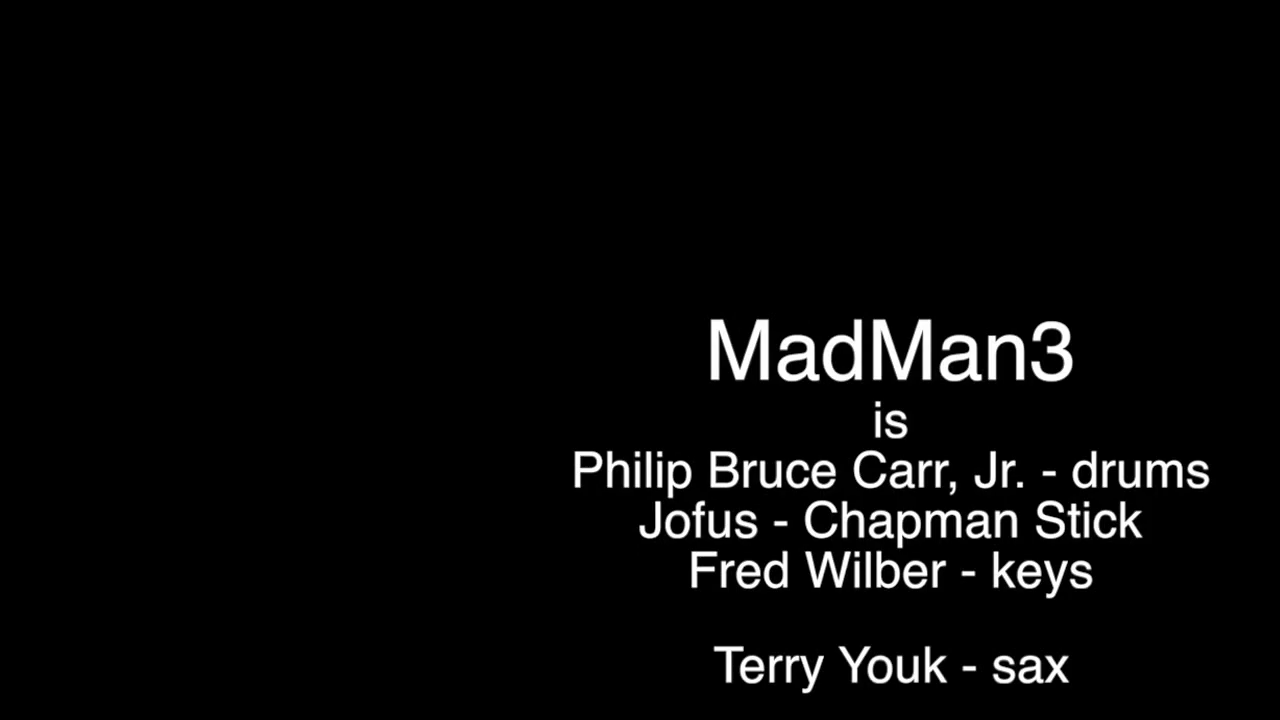 MadMan3
is
Philip Bruce Carr, Jr. - drums
Jofus - Chapman Stick
Fred Wilber - keys
Terry Youk - sax